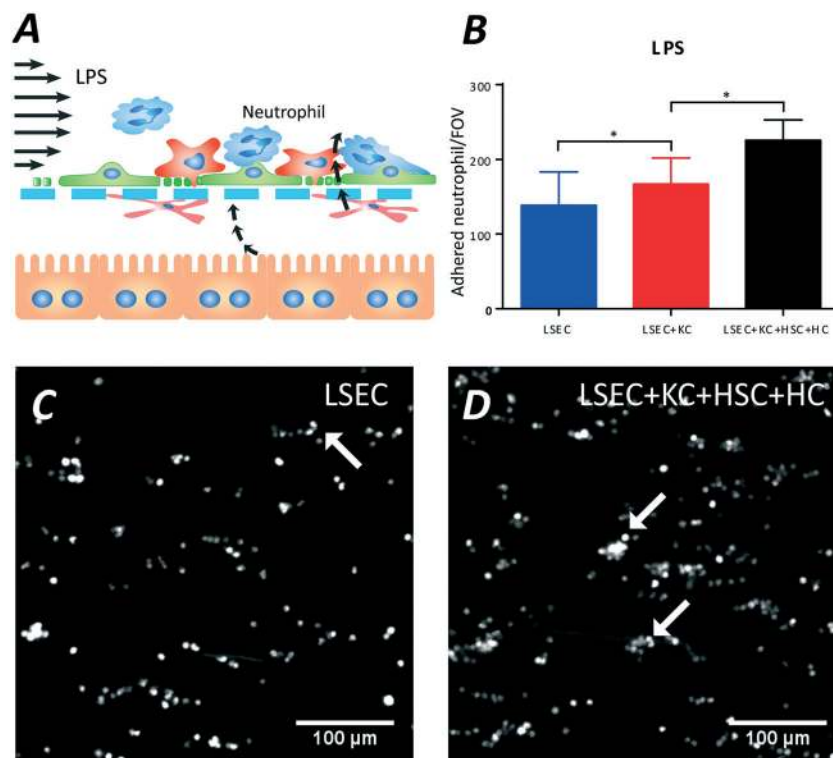 A
LPS
Neutrophil
B
LPS
Adhered neutrophil/FOV
300
200
100
0
*
*
LSEC
LSEC+KC
LSEC+KC+HSC+HC
C
LSEC
100 µm
D
LSEC+KC+HSC+HC
100 µm